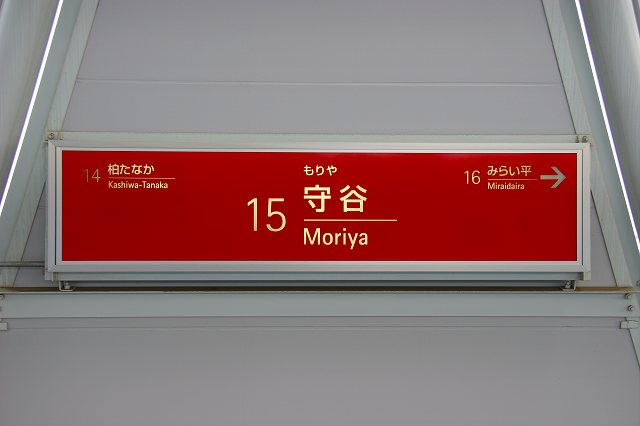 14 柏たなか
Kashiwa-Tanaka
もりや
15 守谷
Moriya
16 みらい平
Miraidaira